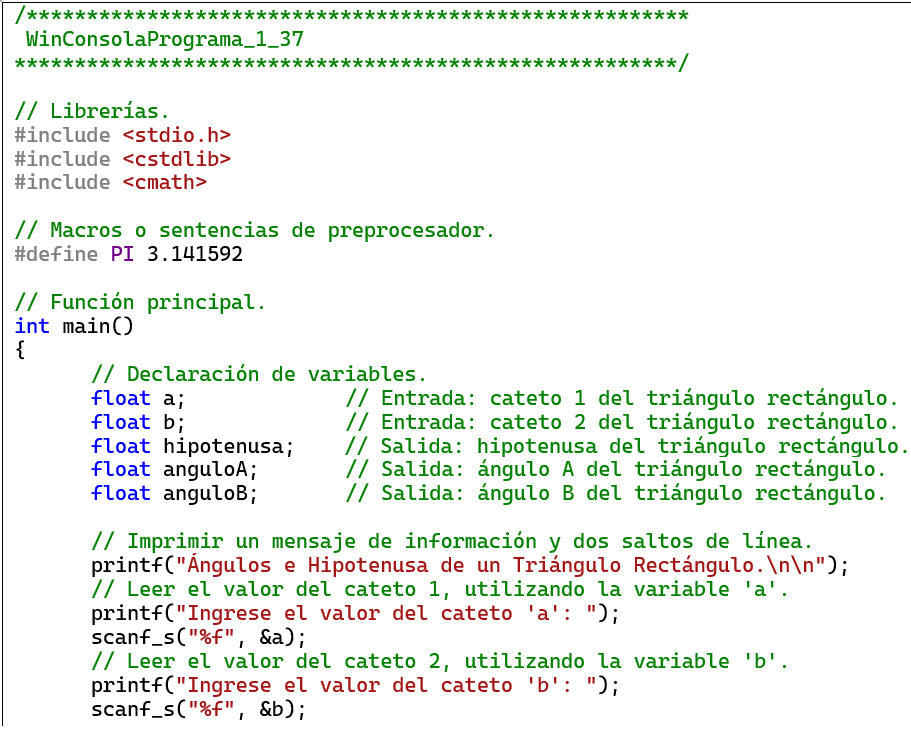 /*******************************************************
 WinConsolaPrograma_1_37
*******************************************************/

// Librerías.
#include <stdio.h>
#include <cstdlib>
#include <cmath>

// Macros o sentencias de preprocesador.
#define PI 3.141592

// Función principal.
int main()
{
	// Declaración de variables.
	float a;             // Entrada: cateto 1 del triángulo rectángulo.
	float b;             // Entrada: cateto 2 del triángulo rectángulo.
	float hipotenusa;    // Salida: hipotenusa del triángulo rectángulo.
	float anguloA;       // Salida: ángulo A del triángulo rectángulo.
	float anguloB;       // Salida: ángulo B del triángulo rectángulo.

	// Imprimir un mensaje de información y dos saltos de línea.
	printf("Ángulos e Hipotenusa de un Triángulo Rectángulo.\n\n");
	// Leer el valor del cateto 1, utilizando la variable 'a'.
	printf("Ingrese el valor del cateto 'a': ");
	scanf_s("%f", &a);
	// Leer el valor del cateto 2, utilizando la variable 'b'.
	printf("Ingrese el valor del cateto 'b': ");
	scanf_s("%f", &b);